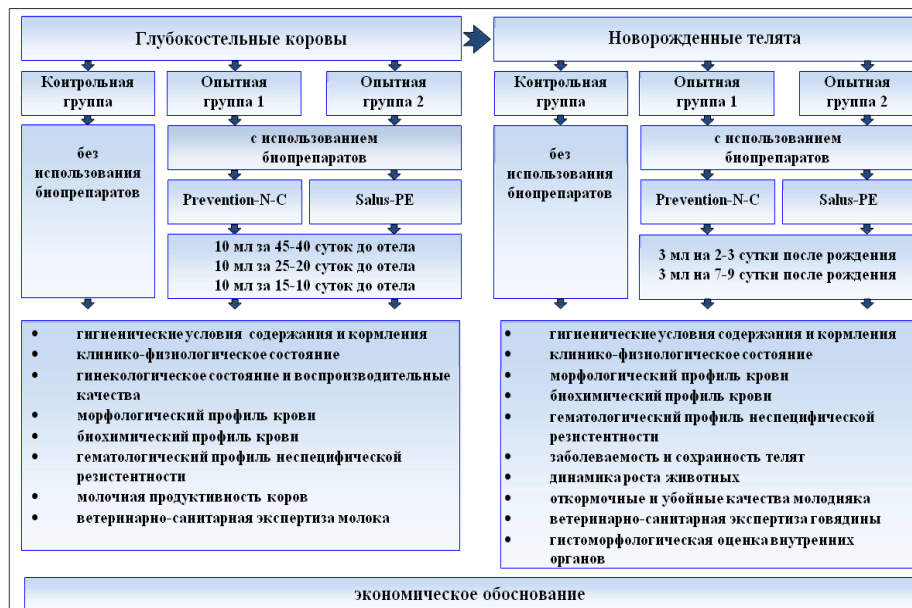 Глубокостельные коровы
Контрольная
группа
Опытная
группа 1
Опытная
группа 2
без
использования
биопрепаратов
с использованием
биопрепаратов
Prevention-N-C
Salus-PE
10 мл за 45-40 суток до отела
10 мл за 25-20 суток до отела
10 мл за 15-10 суток до отела
• гигиенические условия содержания и кормления
• клинико-физиологическое состояние
• гинекологическое состояние и воспроизводительные
качества
• морфологический профиль крови
• биохимический профиль крови
• гематологический профиль неспецифической
резистентности
• молочная продуктивность коров
• ветеринарно-санитарная экспертиза молока
Новорожденные телята
Контрольная
группа
Опытная
группа 1
Опытная
группа 2
без
использования
биопрепаратов
с использованием
биопрепаратов
Prevention-N-C
Salus-PE
3 мл на 2-3 сутки после рождения
3 мл на 7-9 сутки после рождения
• гигиенические условия содержания и кормления
• клинико-физиологическое состояние
• морфологический профиль крови
• биохимический профиль крови
• гематологический профиль неспецифической
резистентности
• заболеваемость и сохранность телят
• динамика роста животных
• откормочные и убойные качества молодняка
• ветеринарно-санитарная экспертиза говядины
• гистоморфологическая оценка внутренних
органов
экономическое обоснование